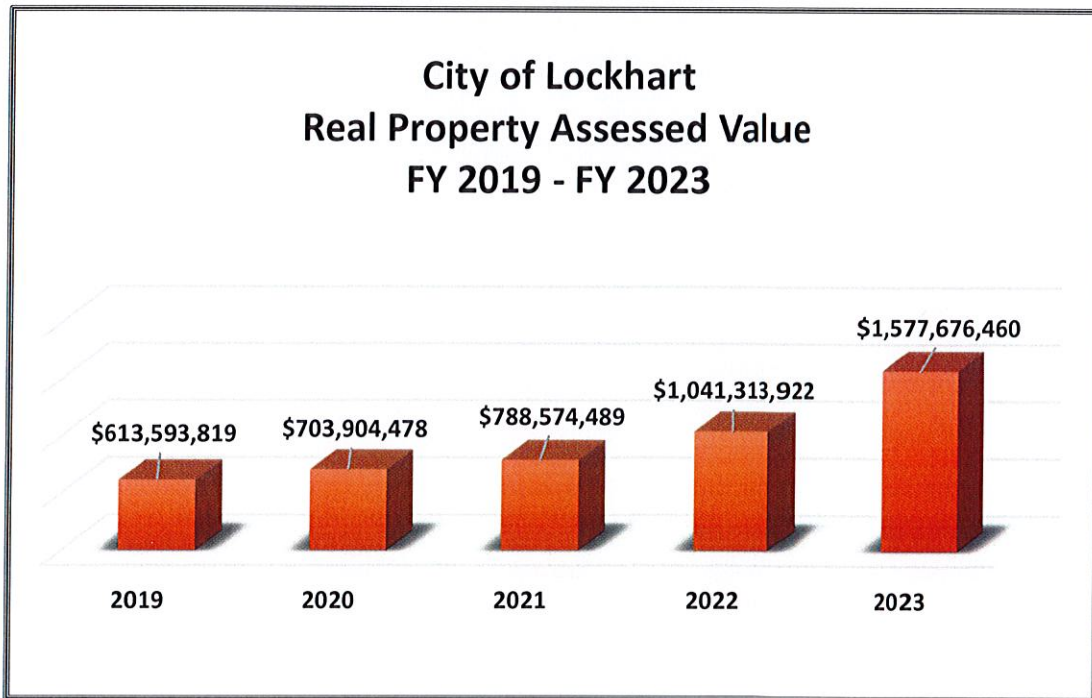 City of Lockhart
Real Property Assessed Value
FY 2019 - FY 2023
$1,577,676,460
$1,041,313,922
$788,574,489
$703,904,478
$613,593,819
2019 2020 2021 2022 2023